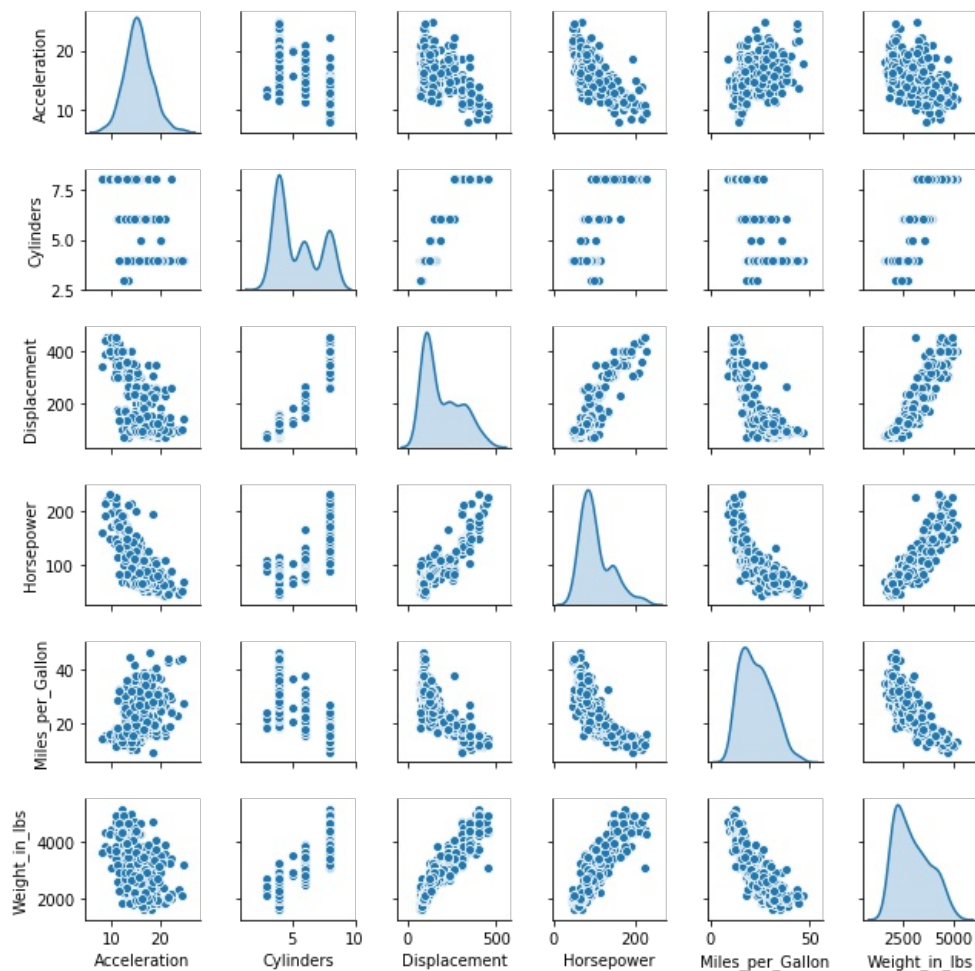 Acceleration
20
10
Cylinders
7.5
5.0
2.5
Displacement
400
200
Horsepower
200
100
Miles_per_Gallon
40
20
Weight_in_lbs
4000
2000
10 20 5 10 0 500 0 200 0 50 2500 5000
Acceleration Cylinders Displacement Horsepower Miles_per_Gallon Weight_in_lbs